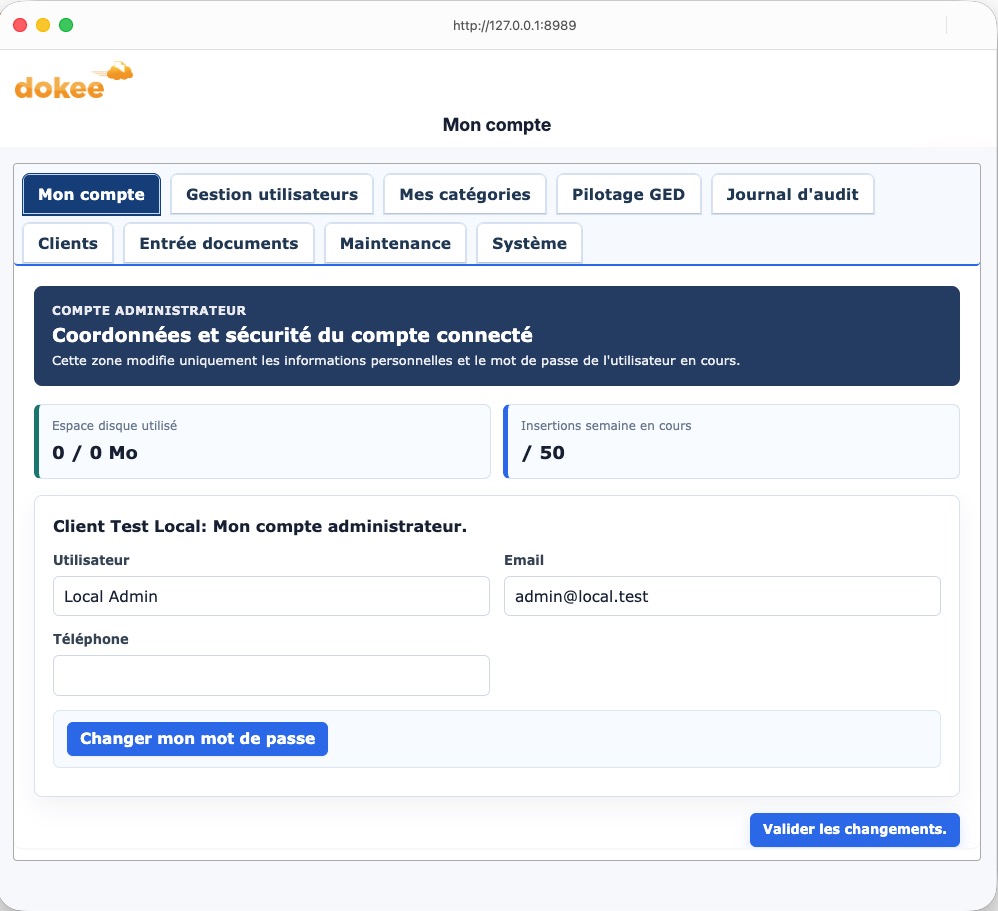 http://127.0.0.1:8989
dokee
Mon compte
Mon compte
Gestion utilisateurs
Mes catégories
Pilotage GED
Journal d'audit
Clients
Entrée documents
Maintenance
Système
COMPTE ADMINISTRATEUR
Coordonnées et sécurité du compte connecté
Cette zone modifie uniquement les informations personnelles et le mot de passe de l'utilisateur en cours.
Espace disque utilisé
0 / 0 Mo
Insertions semaine en cours
/ 50
Client Test Local: Mon compte administrateur.
Utilisateur
Local Admin
Email
admin@local.test
Téléphone
Changer mon mot de passe
Valider les changements.